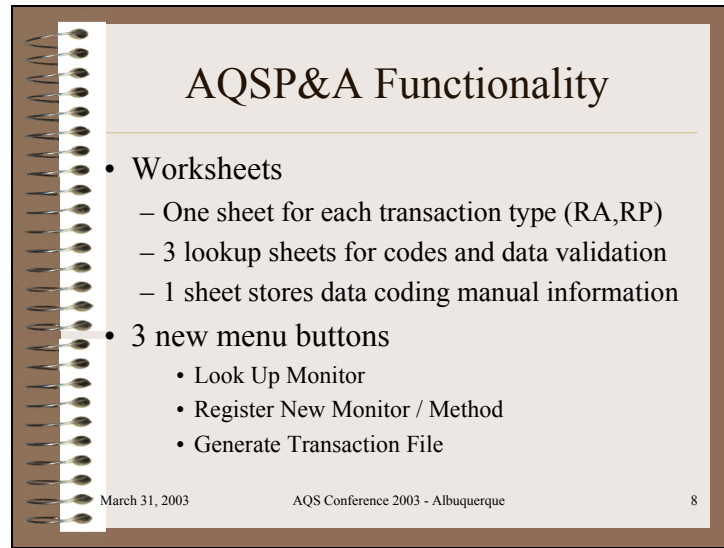 AQSP&A Functionality
• Worksheets
– One sheet for each transaction type (RA,RP)
– 3 lookup sheets for codes and data validation
– 1 sheet stores data coding manual information
• 3 new menu buttons
• Look Up Monitor
• Register New Monitor / Method
• Generate Transaction File
March 31, 2003 AQS Conference 2003 - Albuquerque 8